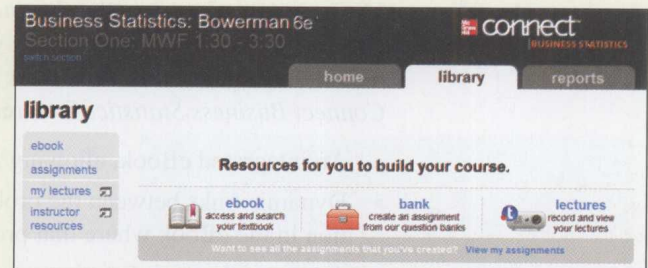 Business Statistics: Bowerman 6e
Section One: MWF 1:30 - 3:30
switch section
connect
BUSINESS STATISTICS
home
library
reports
library
ebook
assignments
my lectures
instructor
resources
Resources for you to build your course.
ebook
access and search
your textbook
bank
create an assignment
from our question banks
lectures
record and view
your lectures
Want to see all the assignments that you've created? View my assignments